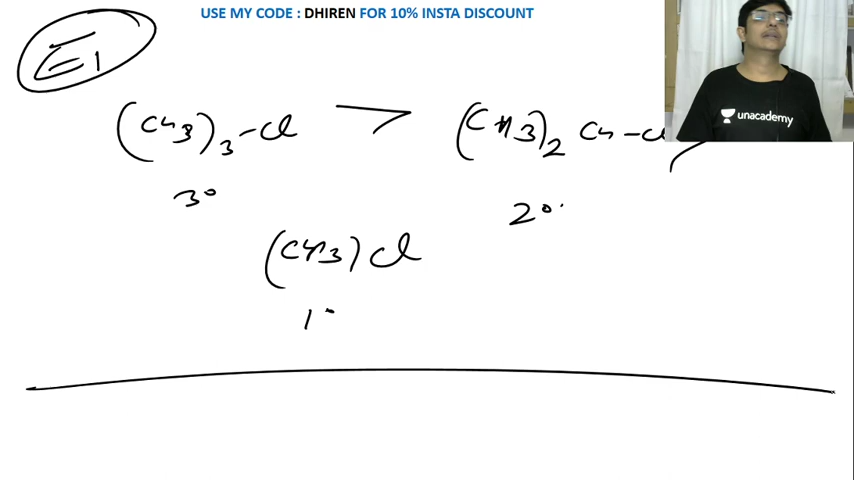 USE MY CODE : DHIREN FOR 10% INSTA DISCOUNT
E1
unacademy
(CH3)3-Cl > (CH3)2 CH-Cl
3° 2°
(CH3)Cl
1°